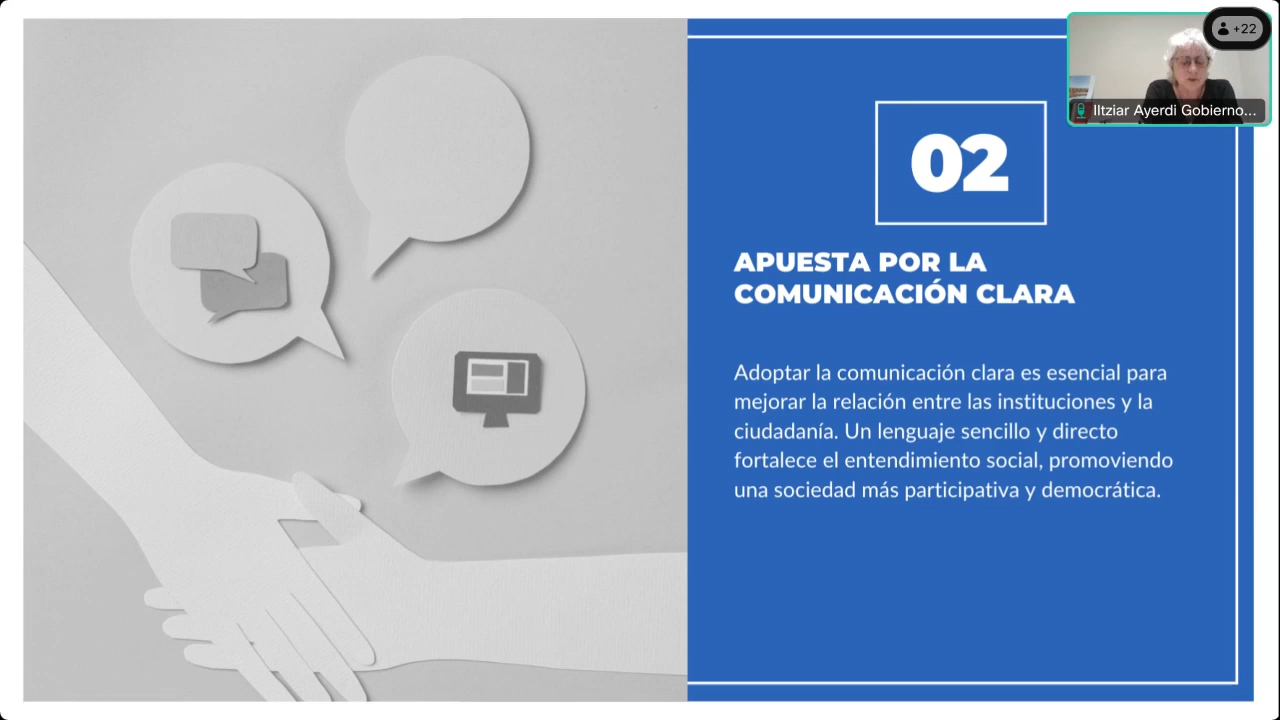 +22
Iltziar Ayerdi Gobierno...
02
APUESTA POR LA
COMUNICACIÓN CLARA
Adoptar la comunicación clara es esencial para
mejorar la relación entre las instituciones y la
ciudadanía. Un lenguaje sencillo y directo
fortalece el entendimiento social, promoviendo
una sociedad más participativa y democrática.